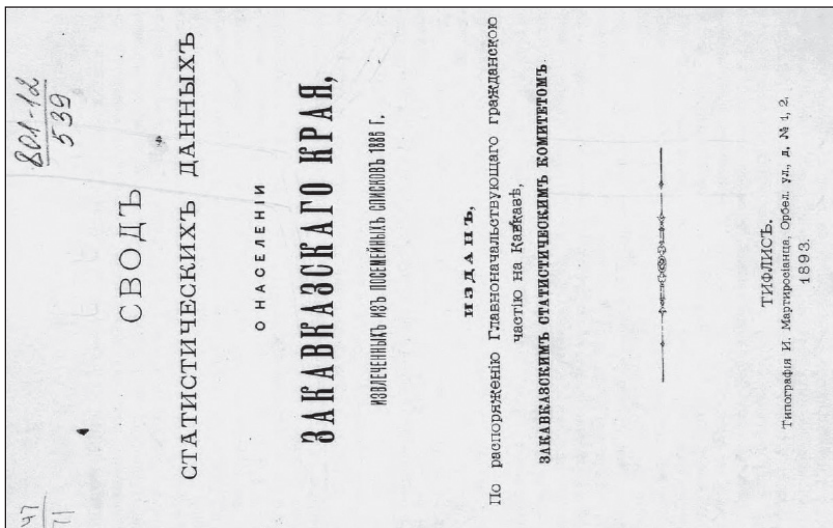 801-12
539
47
71
СВОДЪ
СТАТИСТИЧЕСКИХЪ ДАННЫХЪ
О НАСЕЛЕНІИ
ЗАКАВКАЗСКАГО КРАЯ,
ИЗВЛЕЧЕННЫХЪ ИЗЪ ПОСЕМЕЙНЫХЪ СПИСКОВЪ 1886 Г.
ИЗДАНЪ,
По распоряженію Главноначальствующаго гражданскою
частію на Кавказѣ,
ЗАКАВКАЗСКИМЪ СТАТИСТИЧЕСКИМЪ КОМИТЕТОМЪ
ТИФЛИСЪ.
Типографія И. Мартиросіанца, Орбел. ул., д. № 1, 2.
1893.